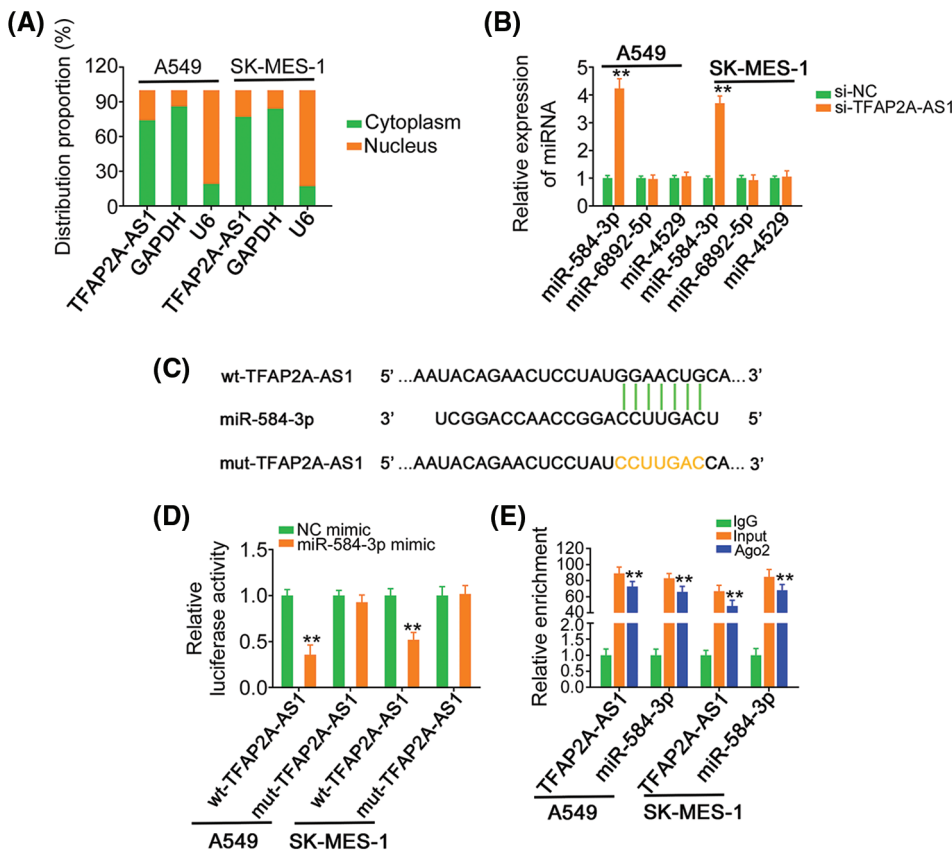 (A)
Distribution proportion (%)
120
90
60
30
0
A549
SK-MES-1
Cytoplasm
Nucleus
TFAP2A-AS1
GAPDH
U6
TFAP2A-AS1
GAPDH
U6
(B)
Relative expression
of miRNA
5
4
3
2
1
0
A549
SK-MES-1
**
**
si-NC
si-TFAP2A-AS1
miR-584-3p
miR-6892-5p
miR-4529
miR-584-3p
miR-6892-5p
miR-4529
(C)
wt-TFAP2A-AS1 5' ...AAUACAGAACUCCUAUGGAACUGCA... 3'
miR-584-3p 3' UCGGACCAACCGGACCUUGACU 5'
mut-TFAP2A-AS1 5' ...AAUACAGAACUCCUAUCCUUGACCA... 3'
(D)
NC mimic
miR-584-3p mimic
Relative
luciferase activity
1.5
1.0
0.5
0.0
**
**
wt-TFAP2A-AS1
mut-TFAP2A-AS1
wt-TFAP2A-AS1
mut-TFAP2A-AS1
A549
SK-MES-1
(E)
IgG
Input
Ago2
Relative enrichment
100
80
60
40
2.0
1.5
1.0
0.5
0.0
**
**
**
**
TFAP2A-AS1
miR-584-3p
TFAP2A-AS1
miR-584-3p
A549
SK-MES-1